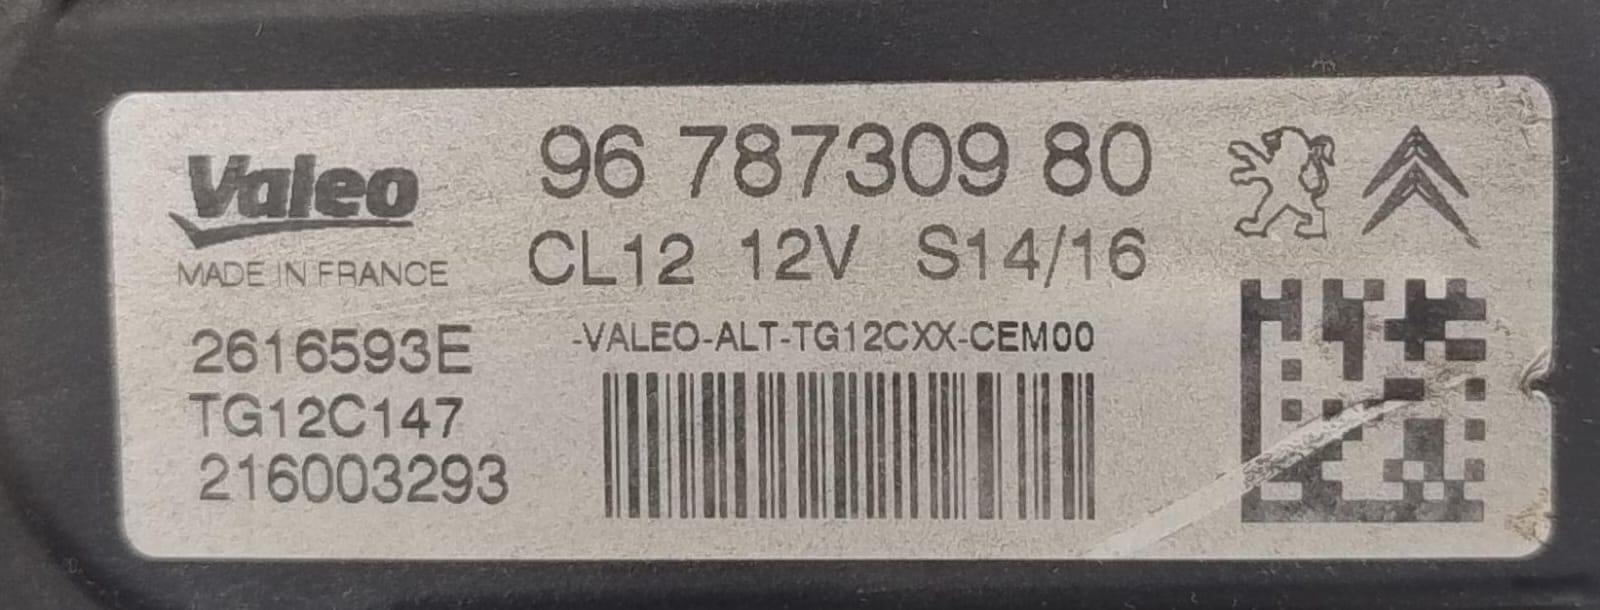 Valeo
MADE IN FRANCE
96 787309 80
CL12 12V S14/16
2616593E
TG12C147
216003293
-VALEO-ALT-TG12CXX-CEM00